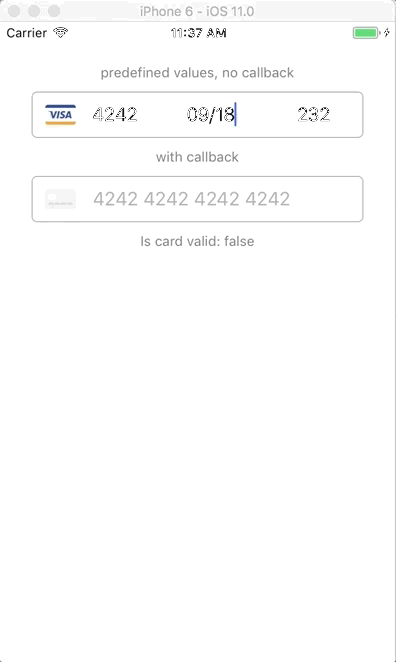 iPhone 6 - iOS 11.0
Carrier 11:37 AM
predefined values, no callback
VISA 4242 09/18 232
with callback
4242 4242 4242 4242
Is card valid: false